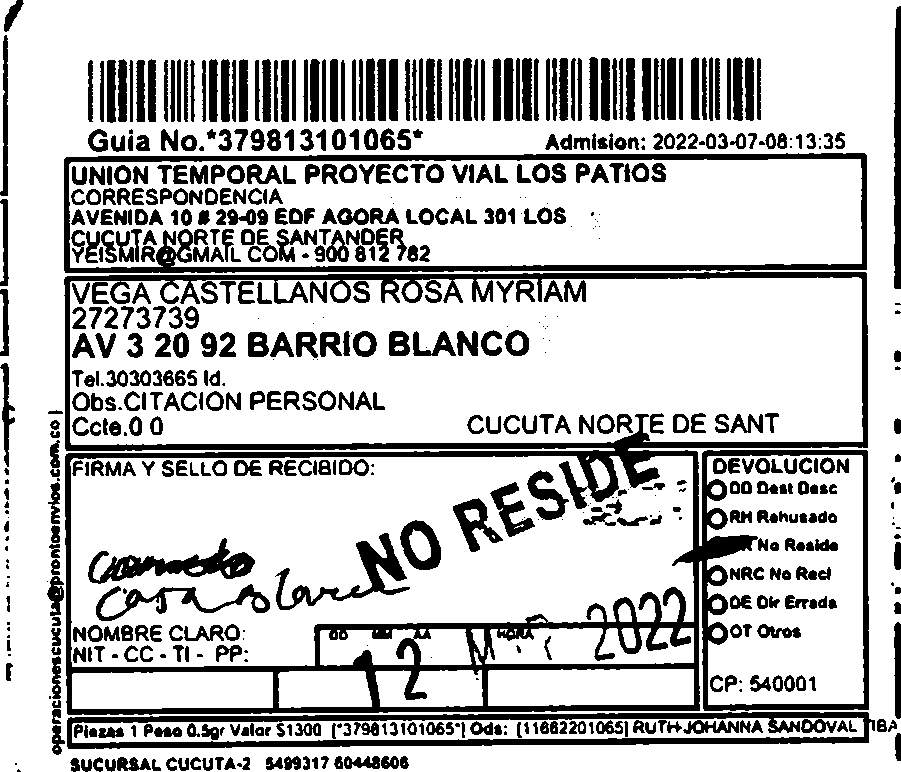 Guia No.*379813101065*
Admision: 2022-03-07-08:13:35
UNION TEMPORAL PROYECTO VIAL LOS PATIOS
CORRESPONDENCIA
AVENIDA 10 # 29-09 EDF AGORA LOCAL 301 LOS
CUCUTA NORTE DE SANTANDER
YEISMIR@GMAIL COM - 900 812 782
VEGA CASTELLANOS ROSA MYRIAM
27273739
AV 3 20 92 BARRIO BLANCO
Tel.30303665 Id.
Obs.CITACION PERSONAL
Ccte.0 0
CUCUTA NORTE DE SANT
FIRMA Y SELLO DE RECIBIDO:
NO RESIDE
Casa Blanca
DEVOLUCION
DD Dest Desc
RH Rehusado
No Reside
NRC No Recl
DE Dir Errada
OT Otros
NOMBRE CLARO:
NIT - CC - TI - PP:
DD MM AA HORA
12 MAR 2022
CP: 540001
Piezas 1 Peso 0.5gr Valor $1300 [*379813101065*] Ods: [11662201065] RUTH JOHANNA SANDOVAL TIBA
SUCURSAL CUCUTA-2 5499317 60448606
operacionescucuta@prontoenvios.com.co